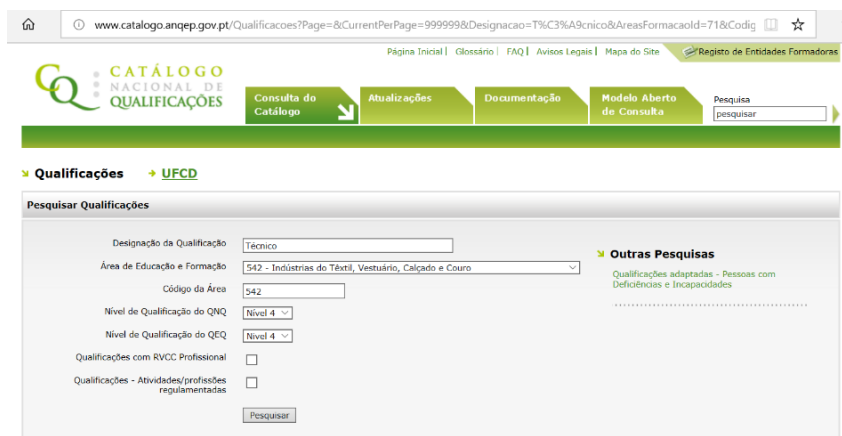 www.catalogo.anqep.gov.pt/Qualificacoes?Page=&CurrentPerPage=999999&Designacao=T%C3%A9cnico&AreasFormacaoId=71&Codig
Página Inicial | Glossário | FAQ | Avisos Legais | Mapa do Site
Registo de Entidades Formadoras
CATÁLOGO
NACIONAL DE
QUALIFICAÇÕES
Consulta do
Catálogo
Atualizações
Documentação
Modelo Aberto
de Consulta
Pesquisa
pesquisar
Qualificações
UFCD
Pesquisar Qualificações
Designação da Qualificação Técnico
Área de Educação e Formação 542 - Indústrias do Têxtil, Vestuário, Calçado e Couro
Código da Área 542
Nível de Qualificação do QNQ Nível 4
Nível de Qualificação do QEQ Nível 4
Qualificações com RVCC Profissional
Qualificações - Atividades/profissões
regulamentadas
Pesquisar
Outras Pesquisas
Qualificações adaptadas - Pessoas com
Deficiências e Incapacidades